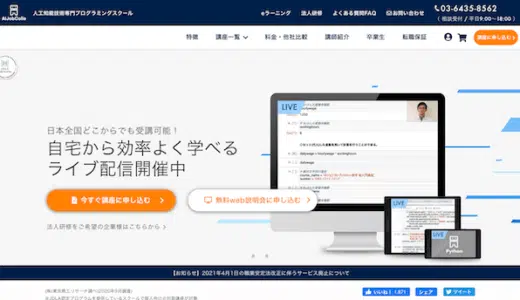 AIJobColle
人工知能技術専門プログラミングスクール
eラーニング
法人研修
よくある質問FAQ
お問い合わせ
03-6435-8562
( 相談受付 / 平日9:00〜18:00 )
特徴
講座一覧
料金・他社比較
講師紹介
卒業生
転職保証
講座に申し込む
日本全国どこからでも受講可能!
自宅から効率よく学べる
ライブ配信開催中
今すぐ講座に申し込む
無料web説明会に申し込む
法人研修をご希望の企業様はこちらから
LIVE
LIVE
LIVE
Python
【お知らせ】2021年4月1日の職業安定法改正に伴うサービス廃止について
いいね!
シェア
ツイート